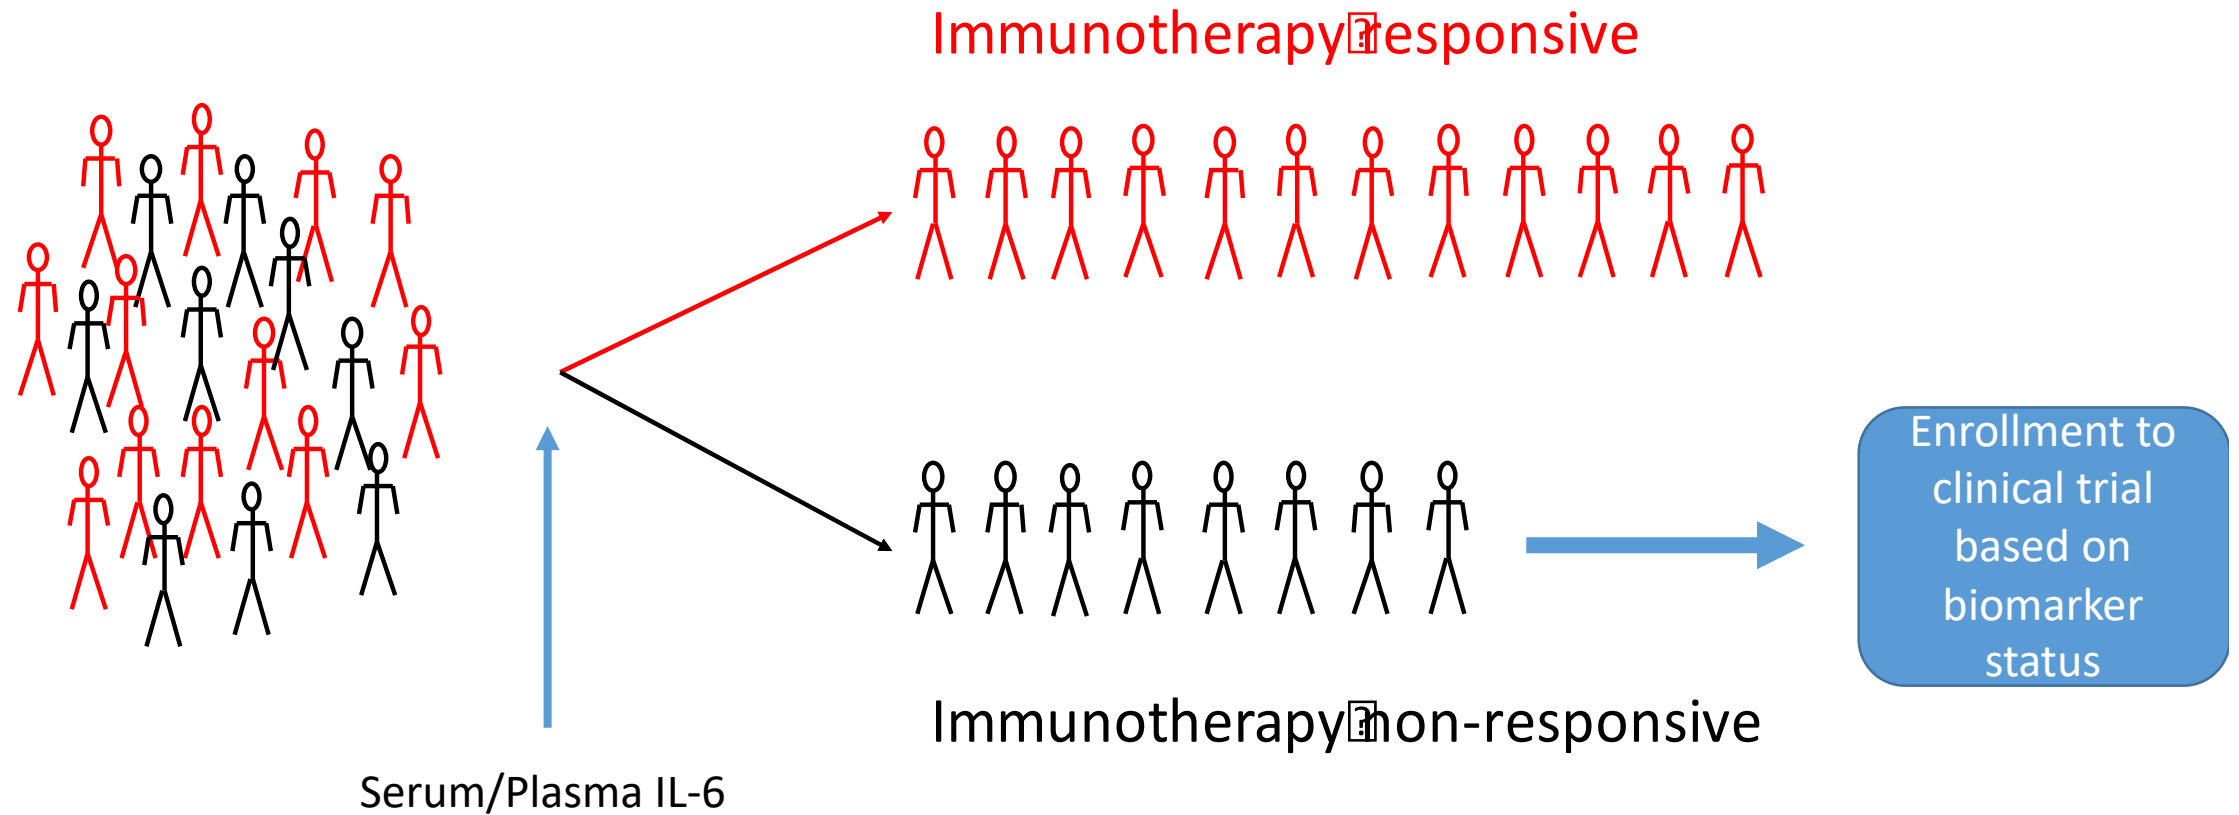 Immunotherapy responsive
Enrollment to
clinical trial
based on
biomarker
status
Immunotherapy non-responsive
Serum/Plasma IL-6